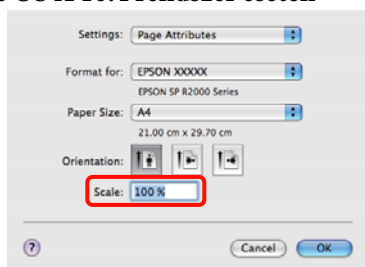 Settings: Page Attributes
Format for: EPSON XXXXX
EPSON SP R2000 Series
Paper Size: A4
21.00 cm x 29.70 cm
Orientation:
Scale: 100 %
? Cancel OK